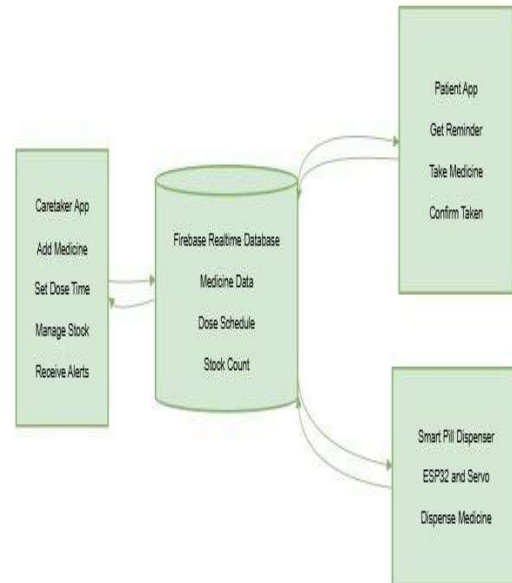 Caretaker App
Add Medicine
Set Dose Time
Manage Stock
Receive Alerts
Firebase Realtime Database
Medicine Data
Dose Schedule
Stock Count
Patient App
Get Reminder
Take Medicine
Confirm Taken
Smart Pill Dispenser
ESP32 and Servo
Dispense Medicine